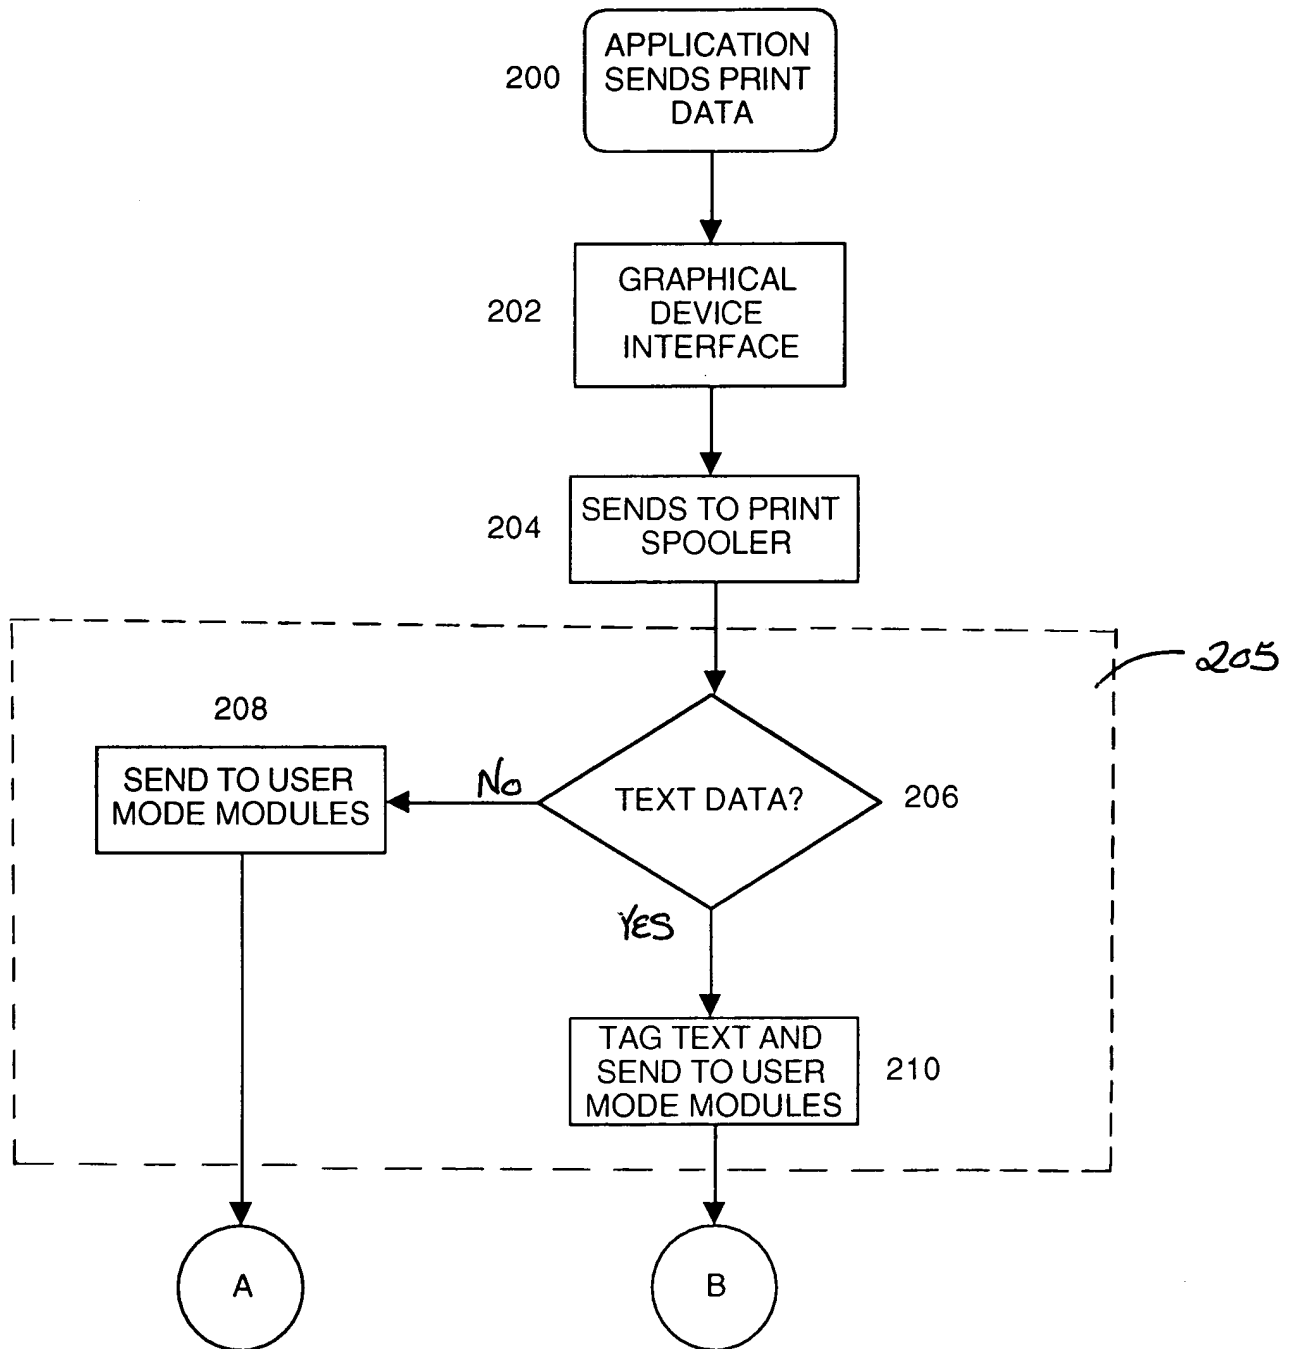 200
APPLICATION
SENDS PRINT
DATA
202
GRAPHICAL
DEVICE
INTERFACE
204
SENDS TO PRINT
SPOOLER
205
208
SEND TO USER
MODE MODULES
No
TEXT DATA?
206
YES
TAG TEXT AND
SEND TO USER
MODE MODULES
210
A
B